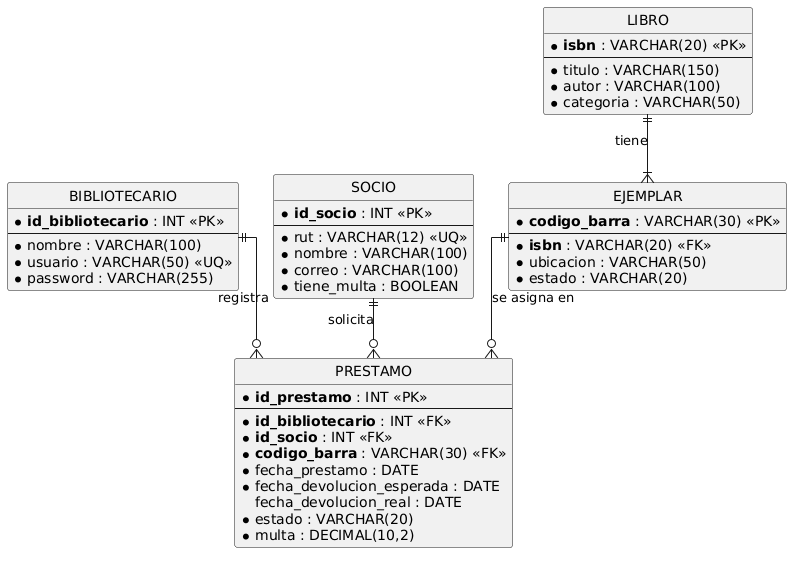 LIBRO
isbn : VARCHAR(20) «PK»
titulo : VARCHAR(150)
autor : VARCHAR(100)
categoria : VARCHAR(50)
tiene
BIBLIOTECARIO
id_bibliotecario : INT «PK»
nombre : VARCHAR(100)
usuario : VARCHAR(50) «UQ»
password : VARCHAR(255)
SOCIO
id_socio : INT «PK»
rut : VARCHAR(12) «UQ»
nombre : VARCHAR(100)
correo : VARCHAR(100)
tiene_multa : BOOLEAN
EJEMPLAR
codigo_barra : VARCHAR(30) «PK»
isbn : VARCHAR(20) «FK»
ubicacion : VARCHAR(50)
estado : VARCHAR(20)
registra
solicita
se asigna en
PRESTAMO
id_prestamo : INT «PK»
id_bibliotecario : INT «FK»
id_socio : INT «FK»
codigo_barra : VARCHAR(30) «FK»
fecha_prestamo : DATE
fecha_devolucion_esperada : DATE
fecha_devolucion_real : DATE
estado : VARCHAR(20)
multa : DECIMAL(10,2)